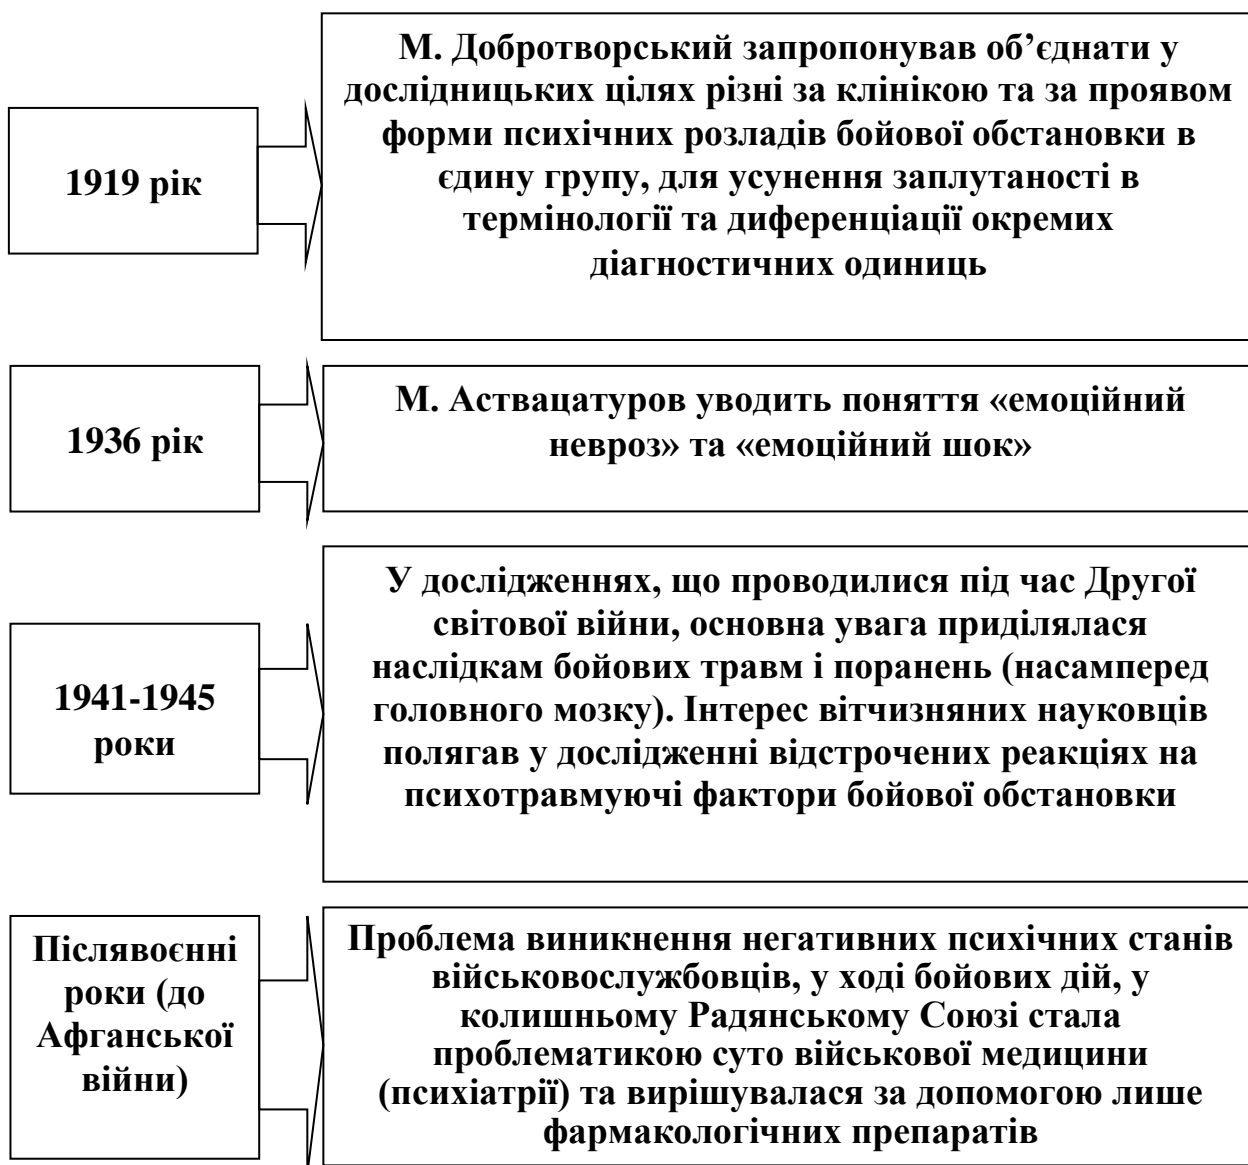 1919 рік
М. Добротворський запропонував об’єднати у
дослідницьких цілях різні за клінікою та за проявом
форми психічних розладів бойової обстановки в
єдину групу, для усунення заплутаності в
термінології та диференціації окремих
діагностичних одиниць
1936 рік
М. Аствацатуров уводить поняття «емоційний
невроз» та «емоційний шок»
1941-1945
роки
У дослідженнях, що проводилися під час Другої
світової війни, основна увага приділялася
наслідкам бойових травм і поранень (насамперед
головного мозку). Інтерес вітчизняних науковців
полягав у дослідженні відстрочених реакціях на
психотравмуючі фактори бойової обстановки
Післявоєнні
роки (до
Афганської
війни)
Проблема виникнення негативних психічних станів
військовослужбовців, у ході бойових дій, у
колишньому Радянському Союзі стала
проблематикою суто військової медицини
(психіатрії) та вирішувалася за допомогою лише
фармакологічних препаратів